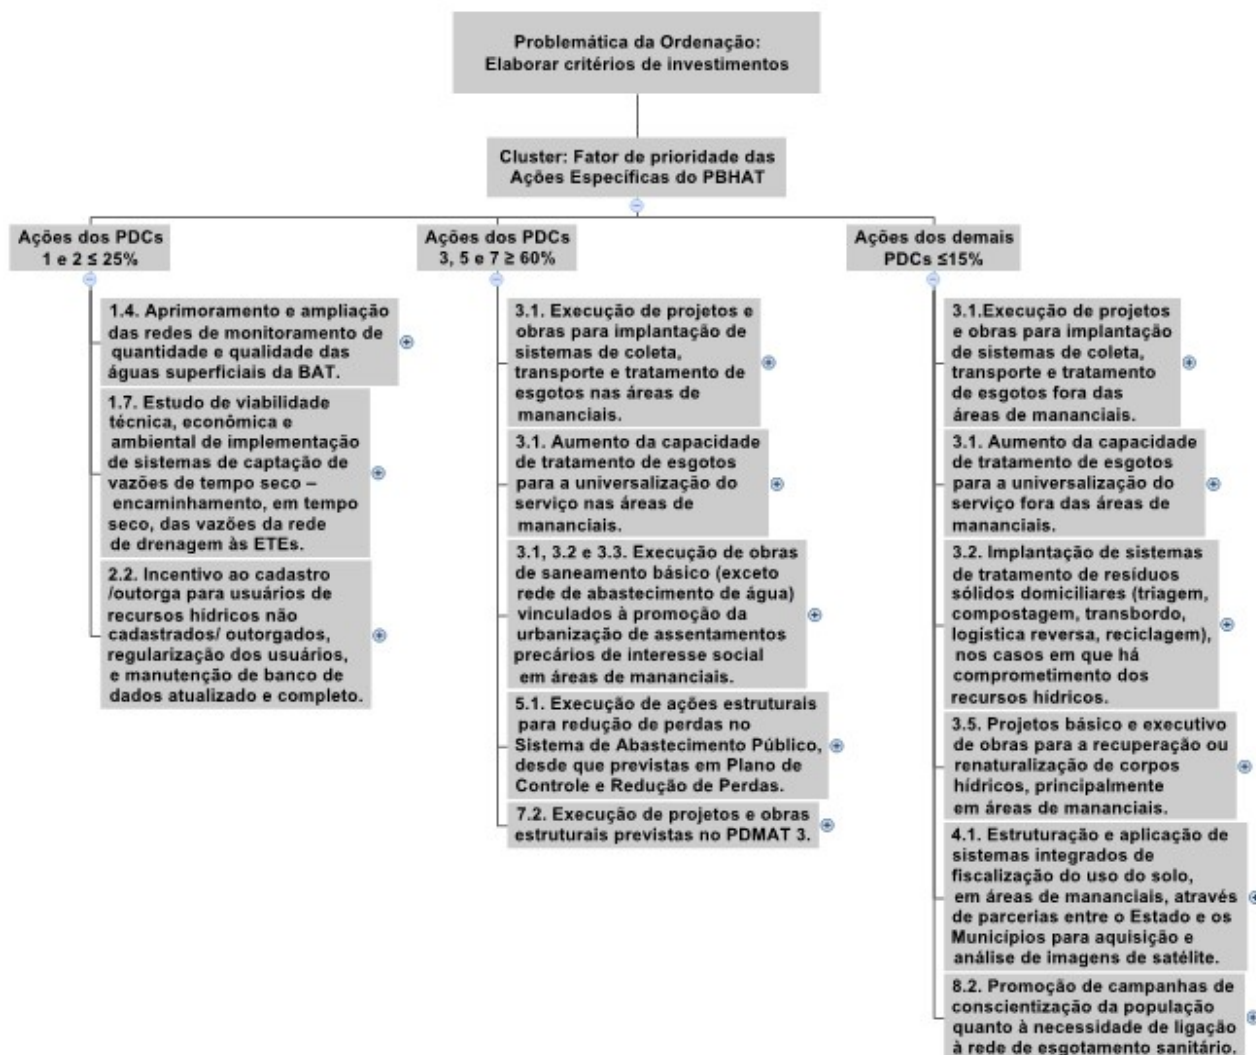 Problemática da Ordenação:
Elaborar critérios de investimentos
Cluster: Fator de prioridade das
Ações Específicas do PBHAT
Ações dos PDCs
1 e 2 ≤ 25%
1.4. Aprimoramento e ampliação
das redes de monitoramento de
quantidade e qualidade das
águas superficiais da BAT.
1.7. Estudo de viabilidade
técnica, econômica e
ambiental de implementação
de sistemas de captação de
vazões de tempo seco –
encaminhamento, em tempo
seco, das vazões da rede
de drenagem às ETEs.
2.2. Incentivo ao cadastro
/outorga para usuários de
recursos hídricos não
cadastrados/ outorgados,
regularização dos usuários,
e manutenção de banco de
dados atualizado e completo.
Ações dos PDCs
3, 5 e 7 ≥ 60%
3.1. Execução de projetos e
obras para implantação de
sistemas de coleta,
transporte e tratamento de
esgotos nas áreas de
mananciais.
3.1. Aumento da capacidade
de tratamento de esgotos
para a universalização do
serviço nas áreas de
mananciais.
3.1, 3.2 e 3.3. Execução de obras
de saneamento básico (exceto
rede de abastecimento de água)
vinculados à promoção da
urbanização de assentamentos
precários de interesse social
em áreas de mananciais.
5.1. Execução de ações estruturais
para redução de perdas no
Sistema de Abastecimento Público,
desde que previstas em Plano de
Controle e Redução de Perdas.
7.2. Execução de projetos e obras
estruturais previstas no PDMAT 3.
Ações dos demais
PDCs ≤15%
3.1.Execução de projetos
e obras para implantação
de sistemas de coleta,
transporte e tratamento
de esgotos fora das
áreas de mananciais.
3.1. Aumento da capacidade
de tratamento de esgotos
para a universalização do
serviço fora das áreas de
mananciais.
3.2. Implantação de sistemas
de tratamento de resíduos
sólidos domiciliares (triagem,
compostagem, transbordo,
logística reversa, reciclagem),
nos casos em que há
comprometimento dos
recursos hídricos.
3.5. Projetos básico e executivo
de obras para a recuperação ou
renaturalização de corpos
hídricos, principalmente
em áreas de mananciais.
4.1. Estruturação e aplicação de
sistemas integrados de
fiscalização do uso do solo,
em áreas de mananciais, através
de parcerias entre o Estado e os
Municípios para aquisição e
análise de imagens de satélite.
8.2. Promoção de campanhas de
conscientização da população
quanto à necessidade de ligação
à rede de esgotamento sanitário.